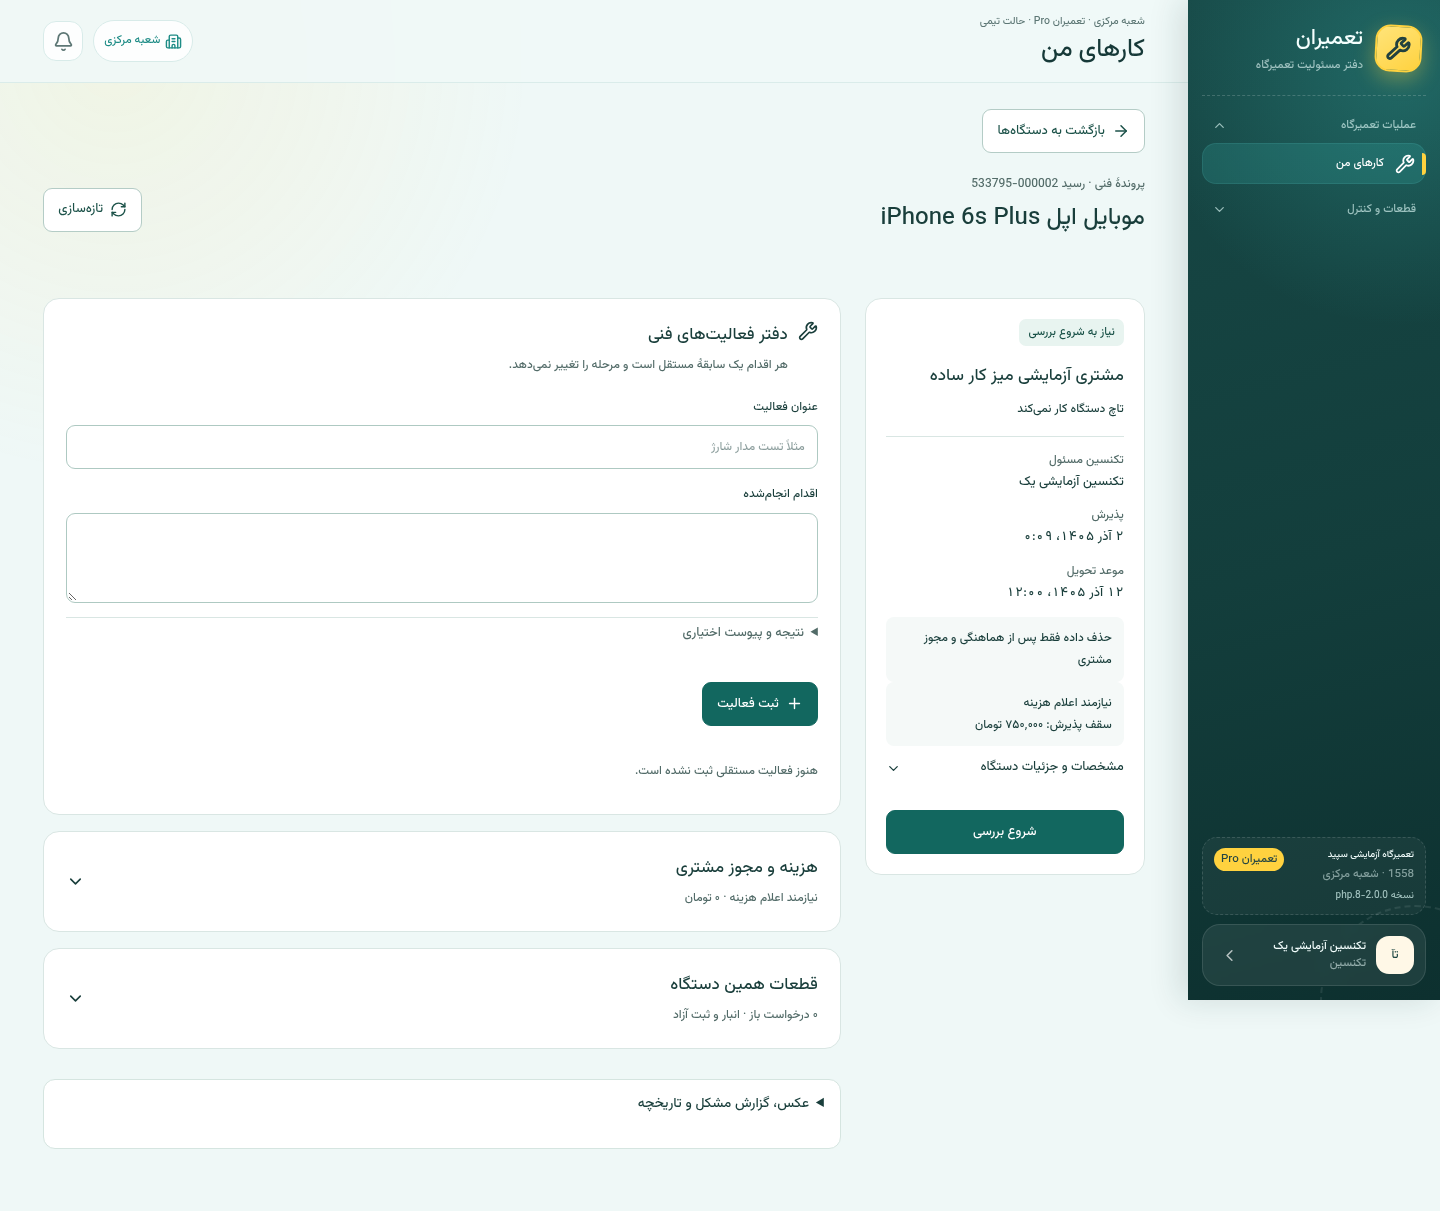 تعمیران
دفتر مسئولیت تعمیرگاه
عملیات تعمیرگاه
کارهای من
قطعات و کنترل
تعمیرگاه آزمایشی سپید
تعمیران Pro
1558 · شعبه مرکزی
نسخه php.8-2.0.0
تآ
تکنسین آزمایشی یک
تکنسین
شعبه مرکزی · تعمیران Pro · حالت تیمی
کارهای من
شعبه مرکزی
بازگشت به دستگاه‌ها
پروندهٔ فنی · رسید 000002-533795
موبایل اپل iPhone 6s Plus
تازه‌سازی
نیاز به شروع بررسی
مشتری آزمایشی میز کار ساده
تاچ دستگاه کار نمی‌کند
تکنسین مسئول
تکنسین آزمایشی یک
پذیرش
۲ آذر ۱۴۰۵، ۰:۰۹
موعد تحویل
۱۲ آذر ۱۴۰۵، ۱۲:۰۰
حذف داده فقط پس از هماهنگی و مجوز
مشتری
نیازمند اعلام هزینه
سقف پذیرش: ۷۵۰,۰۰۰ تومان
مشخصات و جزئیات دستگاه
شروع بررسی
دفتر فعالیت‌های فنی
هر اقدام یک سابقهٔ مستقل است و مرحله را تغییر نمی‌دهد.
عنوان فعالیت
مثلاً تست مدار شارژ
اقدام انجام‌شده
نتیجه و پیوست اختیاری
ثبت فعالیت
هنوز فعالیت مستقلی ثبت نشده است.
هزینه و مجوز مشتری
نیازمند اعلام هزینه · ۰ تومان
قطعات همین دستگاه
۰ درخواست باز · انبار و ثبت آزاد
عکس، گزارش مشکل و تاریخچه